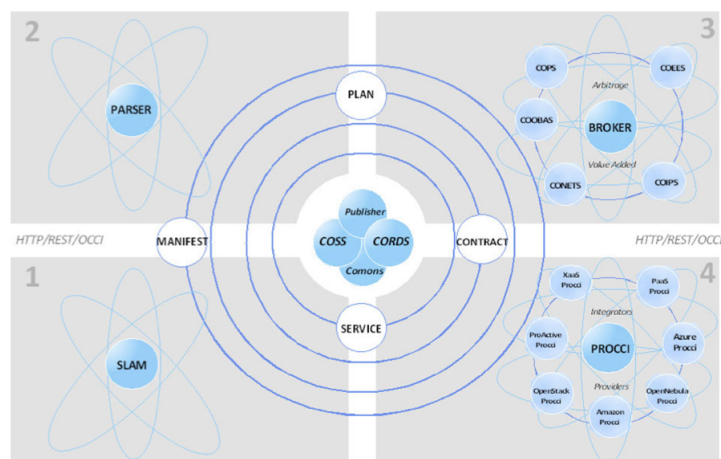 2
3
PARSER
PLAN
COPS
COEES
Arbitrage
COOBAS
BROKER
Value Added
CONETS
COIPS
HTTP/REST/OCCI
MANIFEST
Publisher
COSS
CORDS
Comons
CONTRACT
HTTP/REST/OCCI
1
4
SLAM
SERVICE
XaaS
Procci
PaaS
Procci
Integrators
ProActive
Procci
PROCCI
Azure
Procci
Providers
OpenStack
Procci
Amazon
Procci
OpenNebula
Procci